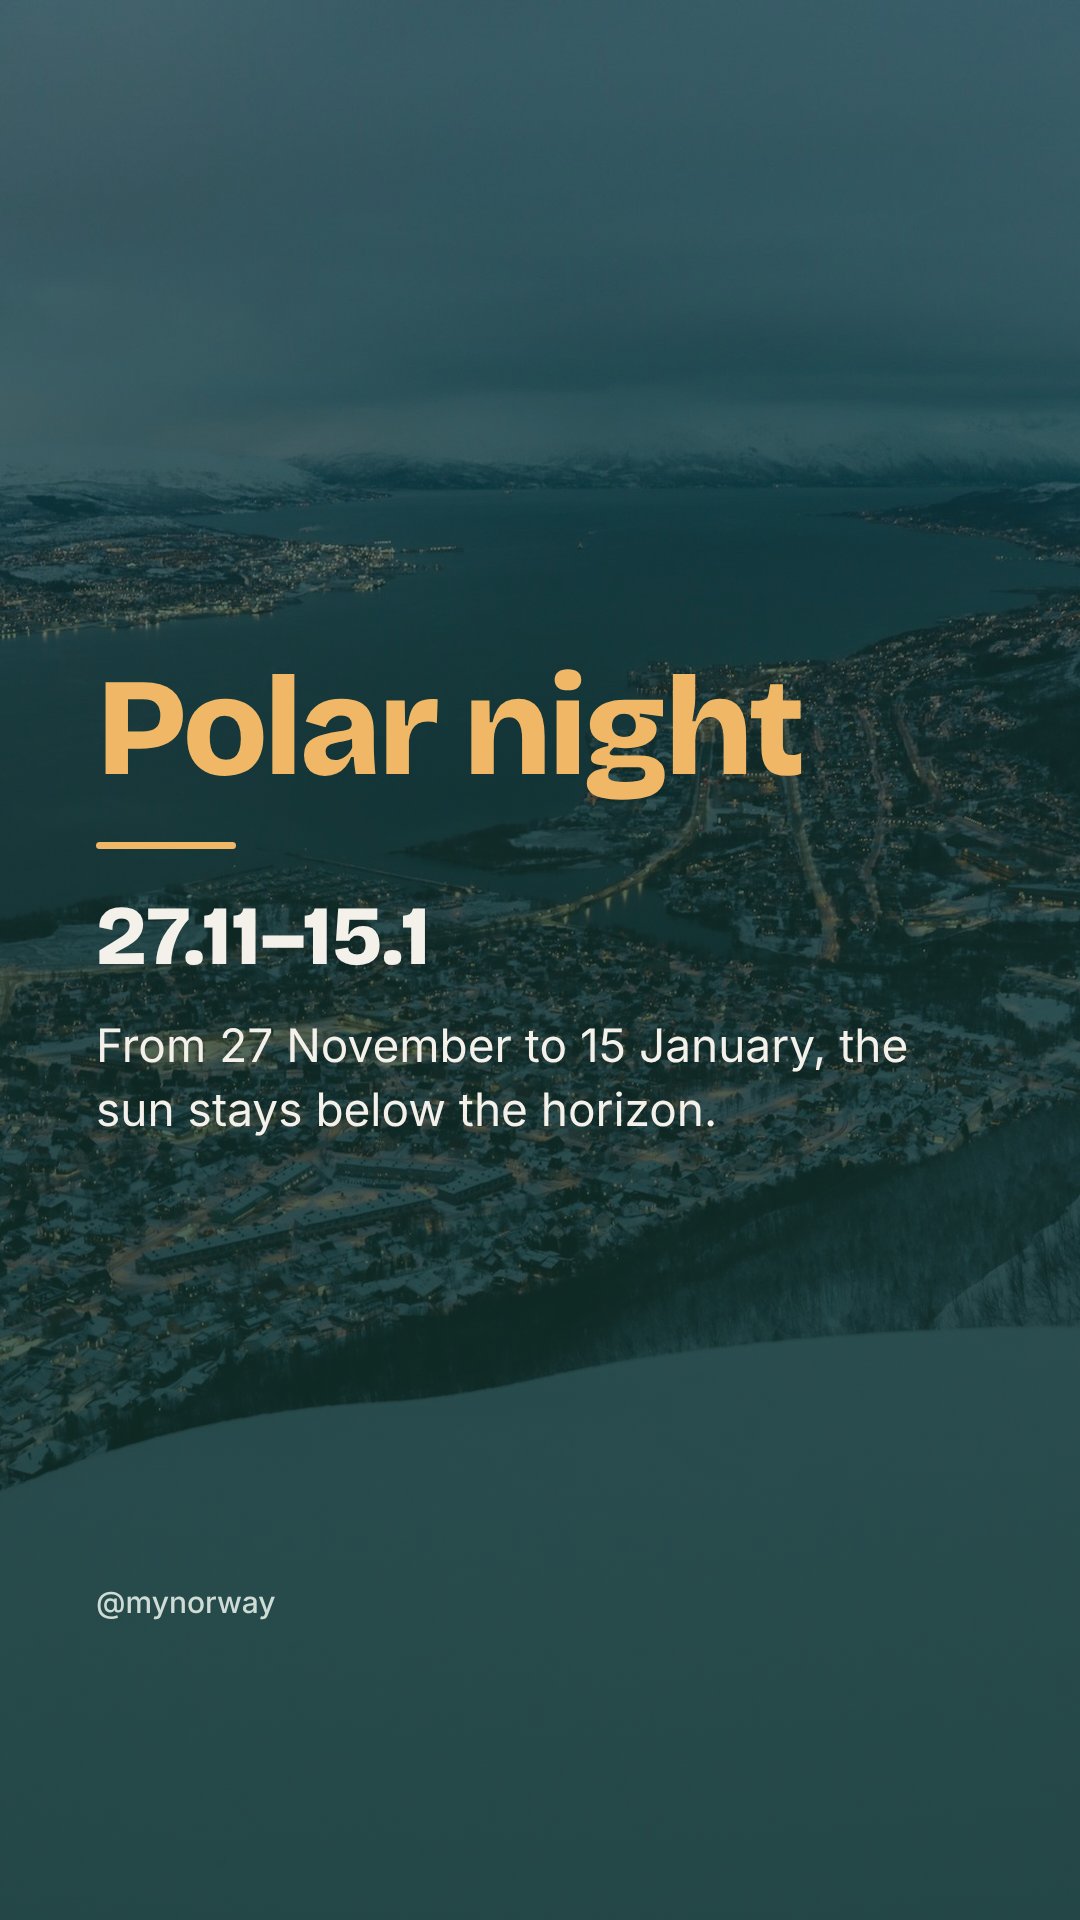 Polar night
27.11–15.1
From 27 November to 15 January, the
sun stays below the horizon.
@mynorway